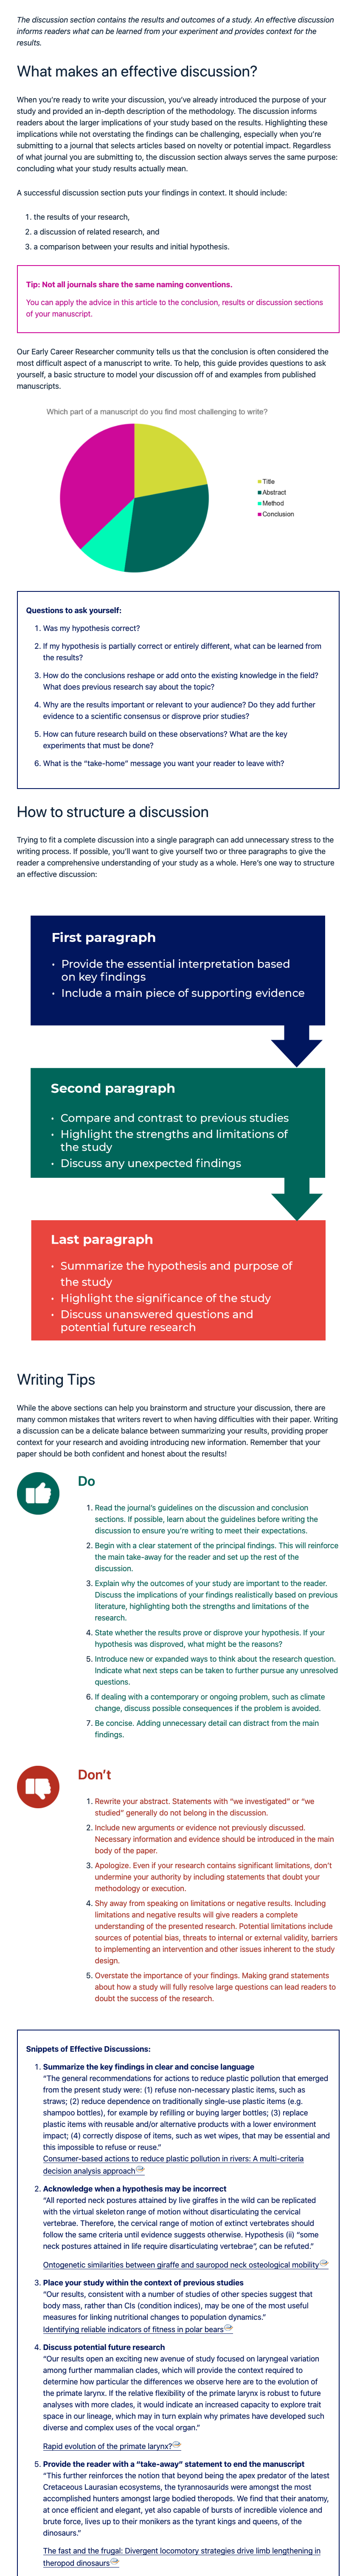 The discussion section contains the results and outcomes of a study. An effective discussion
informs readers what can be learned from your experiment and provides context for the
results.
What makes an effective discussion?
When you're ready to write your discussion, you've already introduced the purpose of your
study and provided an in-depth description of the methodology. The discussion informs
readers about the larger implications of your study based on the results. Highlighting these
implications while not overstating the findings can be challenging, especially when you're
submitting to a journal that selects articles based on novelty or potential impact. Regardless
of what journal you are submitting to, the discussion section always serves the same purpose:
concluding what your study results actually mean.
A successful discussion section puts your findings in context. It should include:
1. the results of your research,
2. a discussion of related research, and
3. a comparison between your results and initial hypothesis.
Tip: Not all journals share the same naming conventions.
You can apply the advice in this article to the conclusion, results or discussion sections
of your manuscript.
Our Early Career Researcher community tells us that the conclusion is often considered the
most difficult aspect of a manuscript to write. To help, this guide provides questions to ask
yourself, a basic structure to model your discussion off of and examples from published
manuscripts.
Which part of a manuscript do you find most challenging to write?
Title
Abstract
Method
Conclusion
Questions to ask yourself:
1. Was my hypothesis correct?
2. If my hypothesis is partially correct or entirely different, what can be learned from
the results?
3. How do the conclusions reshape or add onto the existing knowledge in the field?
What does previous research say about the topic?
4. Why are the results important or relevant to your audience? Do they add further
evidence to a scientific consensus or disprove prior studies?
5. How can future research build on these observations? What are the key
experiments that must be done?
6. What is the “take-home” message you want your reader to leave with?
How to structure a discussion
Trying to fit a complete discussion into a single paragraph can add unnecessary stress to the
writing process. If possible, you'll want to give yourself two or three paragraphs to give the
reader a comprehensive understanding of your study as a whole. Here's one way to structure
an effective discussion:
First paragraph
• Provide the essential interpretation based
on key findings
• Include a main piece of supporting evidence
Second paragraph
• Compare and contrast to previous studies
• Highlight the strengths and limitations of
the study
• Discuss any unexpected findings
Last paragraph
• Summarize the hypothesis and purpose of
the study
• Highlight the significance of the study
• Discuss unanswered questions and
potential future research
Writing Tips
While the above sections can help you brainstorm and structure your discussion, there are
many common mistakes that writers revert to when having difficulties with their paper. Writing
a discussion can be a delicate balance between summarizing your results, providing proper
context for your research and avoiding introducing new information. Remember that your
paper should be both confident and honest about the results!
Do
1. Read the journal's guidelines on the discussion and conclusion
sections. If possible, learn about the guidelines before writing the
discussion to ensure you're writing to meet their expectations.
2. Begin with a clear statement of the principal findings. This will reinforce
the main take-away for the reader and set up the rest of the
discussion.
3. Explain why the outcomes of your study are important to the reader.
Discuss the implications of your findings realistically based on previous
literature, highlighting both the strengths and limitations of the
research.
4. State whether the results prove or disprove your hypothesis. If your
hypothesis was disproved, what might be the reasons?
5. Introduce new or expanded ways to think about the research question.
Indicate what next steps can be taken to further pursue any unresolved
questions.
6. If dealing with a contemporary or ongoing problem, such as climate
change, discuss possible consequences if the problem is avoided.
7. Be concise. Adding unnecessary detail can distract from the main
findings.
Don't
1. Rewrite your abstract. Statements with “we investigated” or “we
studied” generally do not belong in the discussion.
2. Include new arguments or evidence not previously discussed.
Necessary information and evidence should be introduced in the main
body of the paper.
3. Apologize. Even if your research contains significant limitations, don't
undermine your authority by including statements that doubt your
methodology or execution.
4. Shy away from speaking on limitations or negative results. Including
limitations and negative results will give readers a complete
understanding of the presented research. Potential limitations include
sources of potential bias, threats to internal or external validity, barriers
to implementing an intervention and other issues inherent to the study
design.
5. Overstate the importance of your findings. Making grand statements
about how a study will fully resolve large questions can lead readers to
doubt the success of the research.
Snippets of Effective Discussions:
1. Summarize the key findings in clear and concise language
“The general recommendations for actions to reduce plastic pollution that emerged
from the present study were: (1) refuse non-necessary plastic items, such as
straws; (2) reduce dependence on traditionally single-use plastic items (e.g.
shampoo bottles), for example by refilling or buying larger bottles; (3) replace
plastic items with reusable and/or alternative products with a lower environment
impact; (4) correctly dispose of items, such as wet wipes, that may be essential and
this impossible to refuse or reuse.”
Consumer-based actions to reduce plastic pollution in rivers: A multi-criteria
decision analysis approach
2. Acknowledge when a hypothesis may be incorrect
“All reported neck postures attained by live giraffes in the wild can be replicated
with the virtual skeleton range of motion without disarticulating the cervical
vertebrae. Therefore, the cervical range of motion of extinct vertebrates should
follow the same criteria until evidence suggests otherwise. Hypothesis (ii) “some
neck postures attained in life require disarticulating vertebrae”, can be refuted.”
Ontogenetic similarities between giraffe and sauropod neck osteological mobility
3. Place your study within the context of previous studies
“Our results, consistent with a number of studies of other species suggest that
body mass, rather than CIs (condition indices), may be one of the most useful
measures for linking nutritional changes to population dynamics.”
Identifying reliable indicators of fitness in polar bears
4. Discuss potential future research
“Our results open an exciting new avenue of study focused on laryngeal variation
among further mammalian clades, which will provide the context required to
determine how particular the differences we observe here are to the evolution of
the primate larynx. If the relative flexibility of the primate larynx is robust to future
analyses with more clades, it would indicate an increased capacity to explore trait
space in our lineage, which may in turn explain why primates have developed such
diverse and complex uses of the vocal organ.”
Rapid evolution of the primate larynx?
5. Provide the reader with a “take-away” statement to end the manuscript
“This further reinforces the notion that beyond being the apex predator of the latest
Cretaceous Laurasian ecosystems, the tyrannosaurids were amongst the most
accomplished hunters amongst large bodied theropods. We find that their anatomy,
at once efficient and elegant, yet also capable of bursts of incredible violence and
brute force, lives up to their monikers as the tyrant kings and queens, of the
dinosaurs.”
The fast and the frugal: Divergent locomotory strategies drive limb lengthening in
theropod dinosaurs